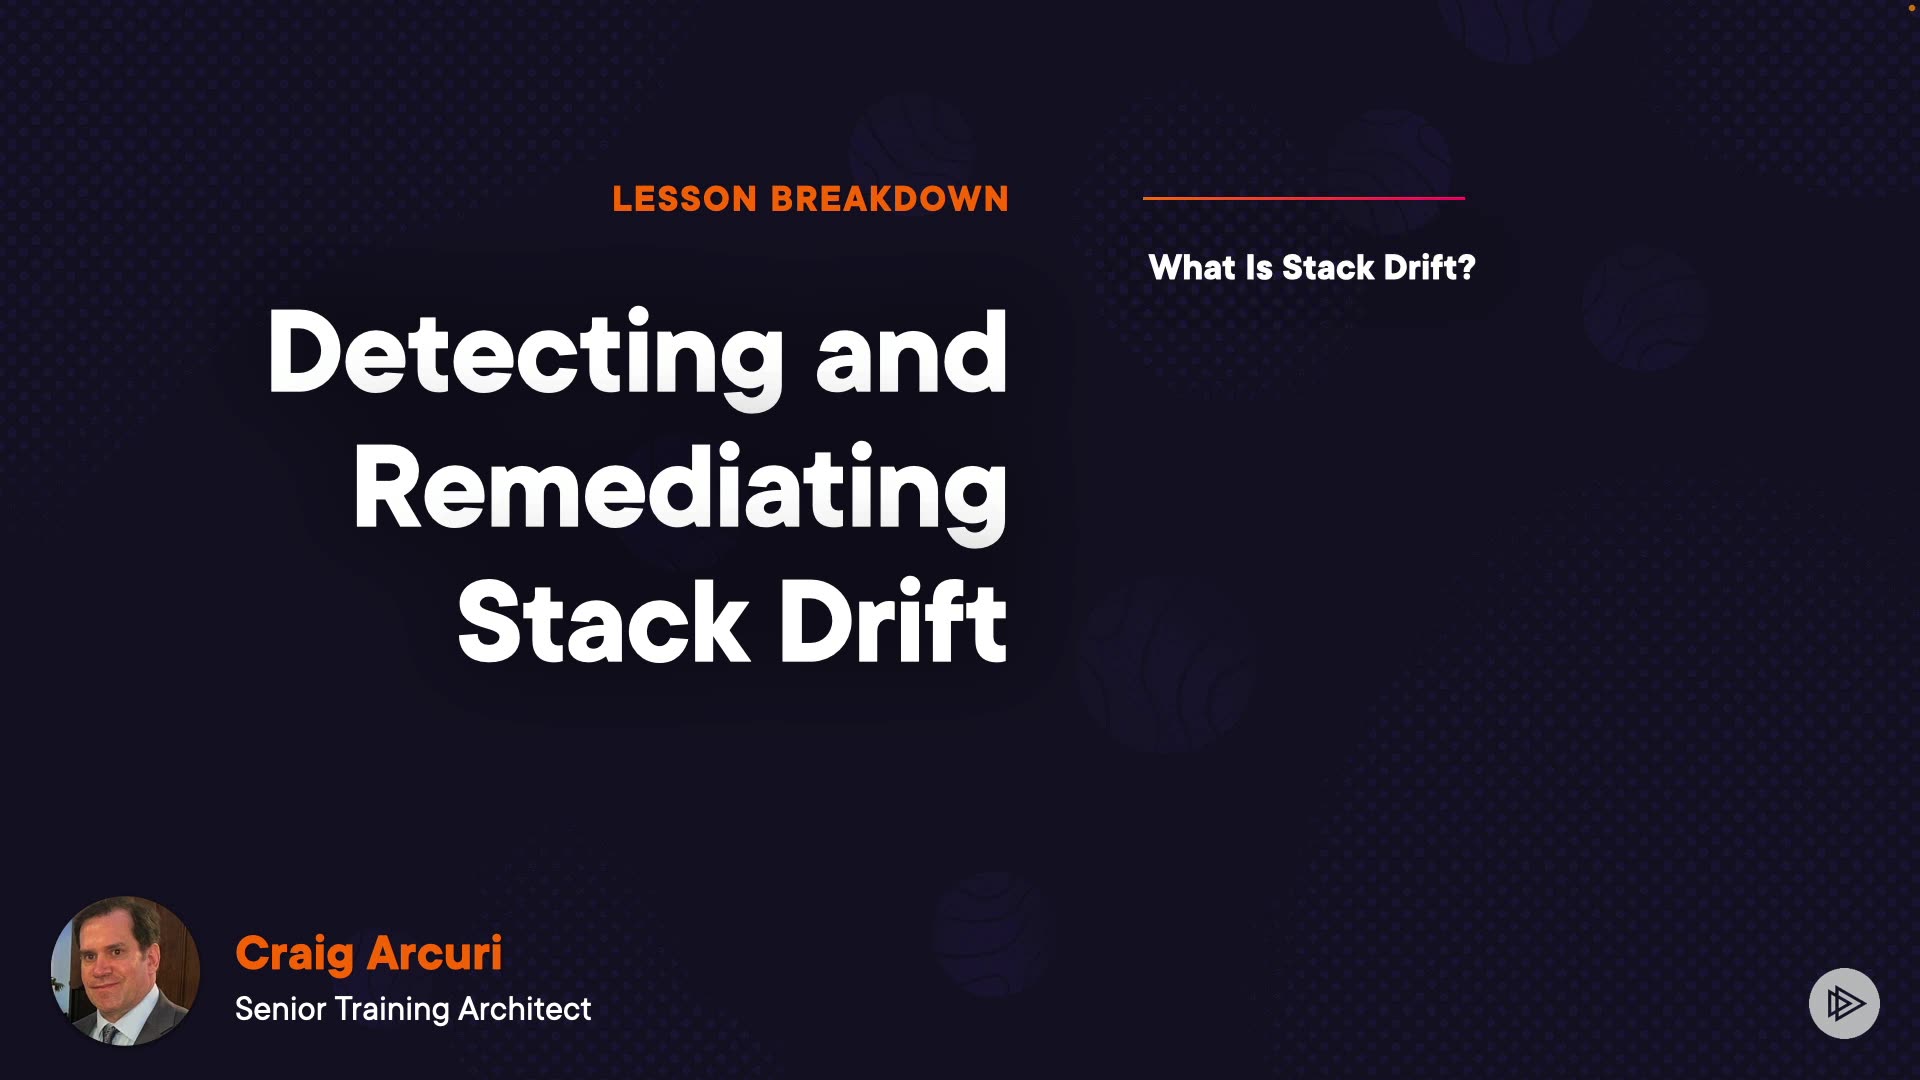 LESSON BREAKDOWN
Detecting and
Remediating
Stack Drift
What Is Stack Drift?
Craig Arcuri
Senior Training Architect